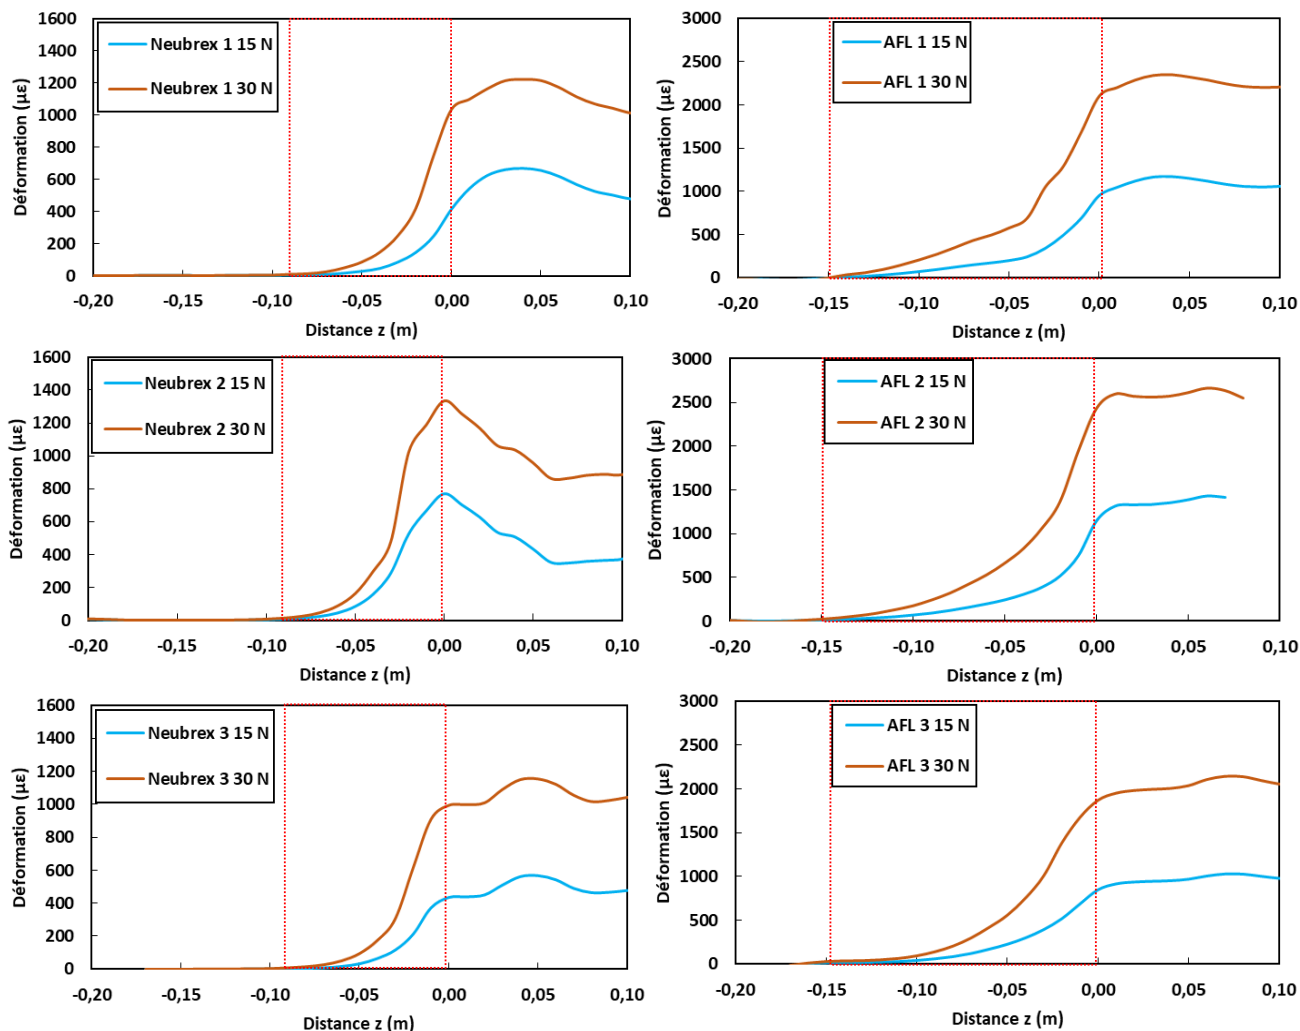 1600
1400
1200
1000
800
600
400
200
0
Déformation (µε)
Neubrex 1 15 N
Neubrex 1 30 N
-0,20 -0,15 -0,10 -0,05 0,00 0,05 0,10
Distance z (m)
3000
2500
2000
1500
1000
500
0
Déformation (µε)
AFL 1 15 N
AFL 1 30 N
-0,20 -0,15 -0,10 -0,05 0,00 0,05 0,10
Distance z (m)
1600
1400
1200
1000
800
600
400
200
0
Déformation (µε)
Neubrex 2 15 N
Neubrex 2 30 N
-0,20 -0,15 -0,10 -0,05 0,00 0,05 0,10
Distance z (m)
3000
2500
2000
1500
1000
500
0
Déformation (µε)
AFL 2 15 N
AFL 2 30 N
-0,20 -0,15 -0,10 -0,05 0,00 0,05 0,10
Distance z (m)
1600
1400
1200
1000
800
600
400
200
0
Déformation (µε)
Neubrex 3 15 N
Neubrex 3 30 N
-0,20 -0,15 -0,10 -0,05 0,00 0,05 0,10
Distance z (m)
3000
2500
2000
1500
1000
500
0
Déformation (µε)
AFL 3 15 N
AFL 3 30 N
-0,20 -0,15 -0,10 -0,05 0,00 0,05 0,10
Distance z (m)